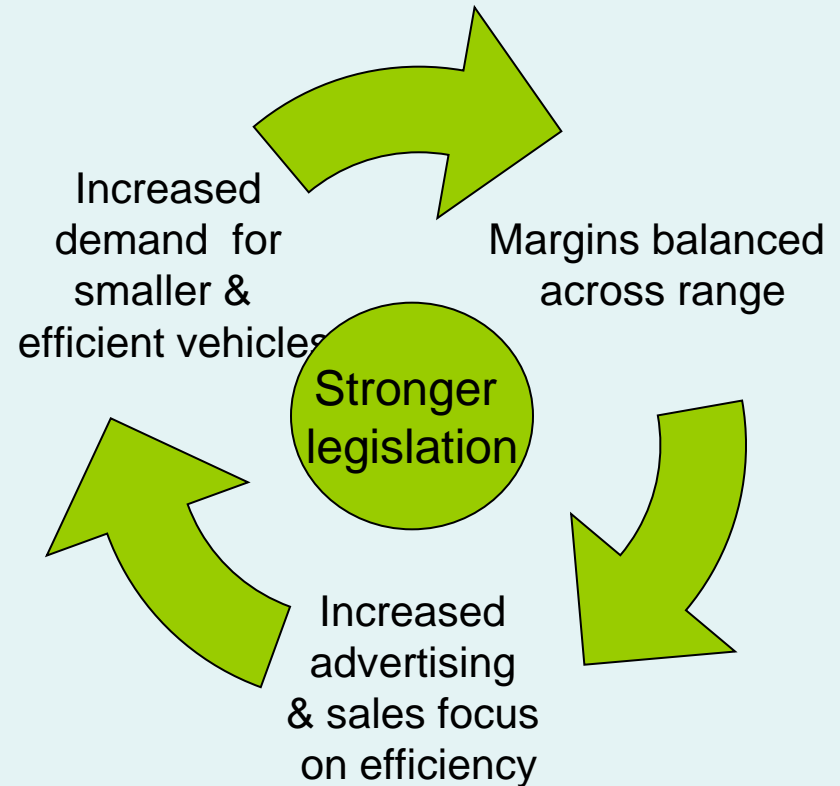 Increased
demand for
smaller &
efficient vehicles
Margins balanced
across range
Stronger
legislation
Increased
advertising
& sales focus
on efficiency